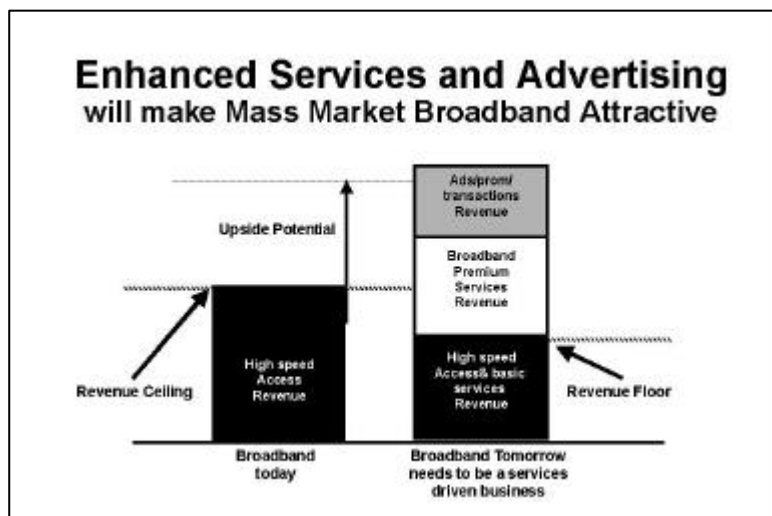 Enhanced Services and Advertising
will make Mass Market Broadband Attractive
Ads/prom/
transactions
Revenue
Upside Potential
Broadband
Premium
Services
Revenue
High speed
Access
Revenue
High speed
Access& basic
services
Revenue
Revenue Ceiling
Revenue Floor
Broadband
today
Broadband Tomorrow
needs to be a services
driven business